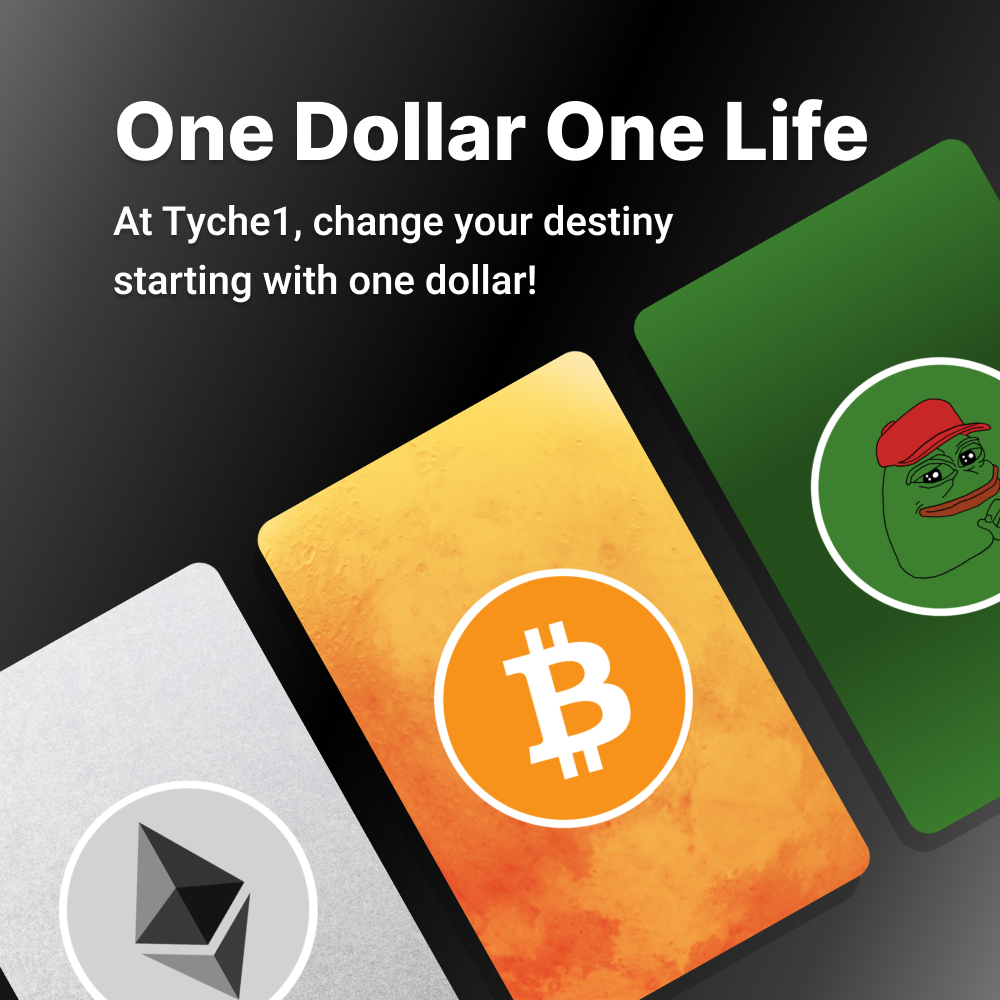 One Dollar One Life
At Tyche1, change your destiny
starting with one dollar!